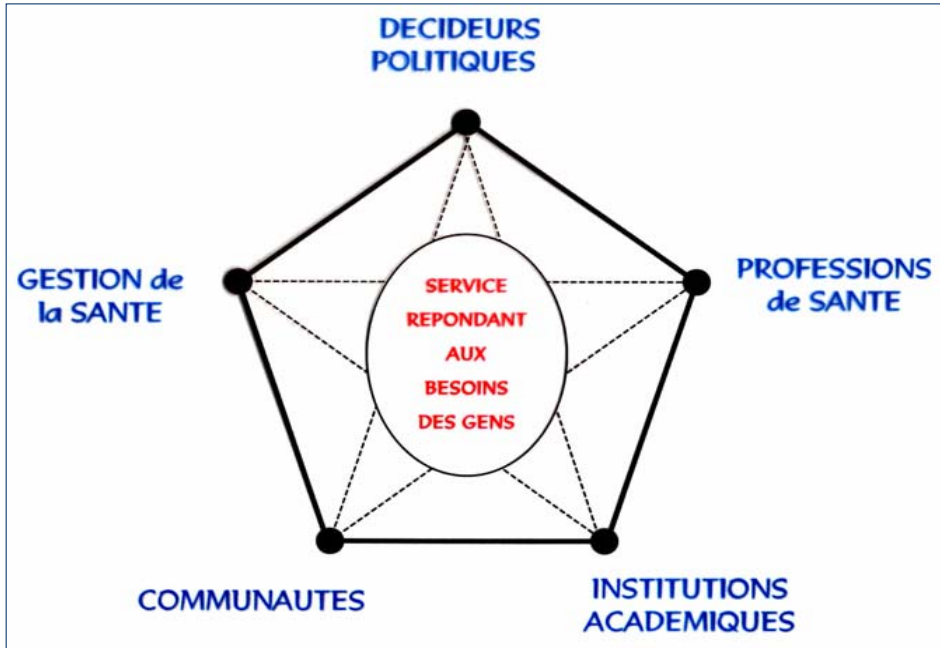 DECIDEURS
POLITIQUES
GESTION de
la SANTE
PROFESSIONS
de SANTE
SERVICE
REPONDANT
AUX
BESOINS
DES GENS
COMMUNAUTES
INSTITUTIONS
ACADEMIQUES